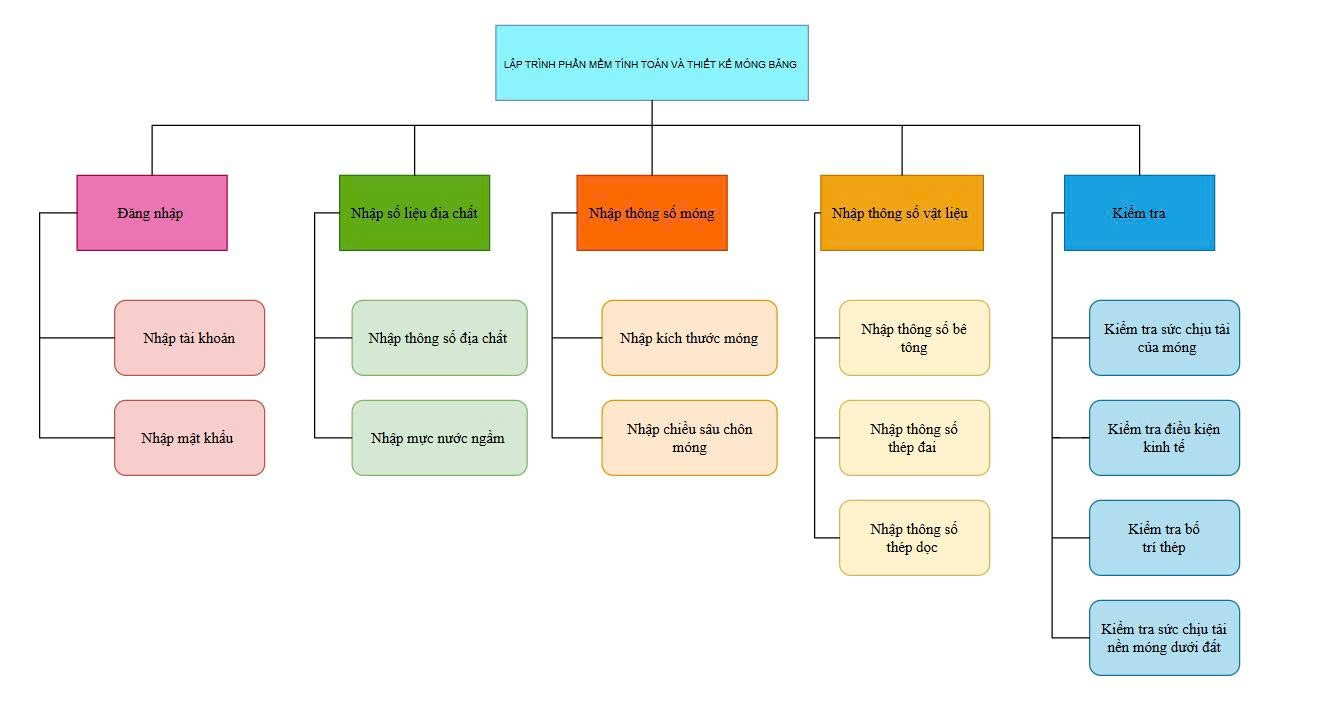 LẬP TRÌNH PHẦN MỀM TÍNH TOÁN VÀ THIẾT KẾ MÓNG BĂNG
Đăng nhập
Nhập số liệu địa chất
Nhập thông số móng
Nhập thông số vật liệu
Kiểm tra
Nhập tài khoản
Nhập thông số địa chất
Nhập kích thước móng
Nhập thông số bê
tông
Kiểm tra sức chịu tải
của móng
Nhập mật khẩu
Nhập mực nước ngầm
Nhập chiều sâu chôn
móng
Nhập thông số
thép đai
Kiểm tra điều kiện
kinh tế
Nhập thông số
thép dọc
Kiểm tra bố
trí thép
Kiểm tra sức chịu tải
nền móng dưới đất